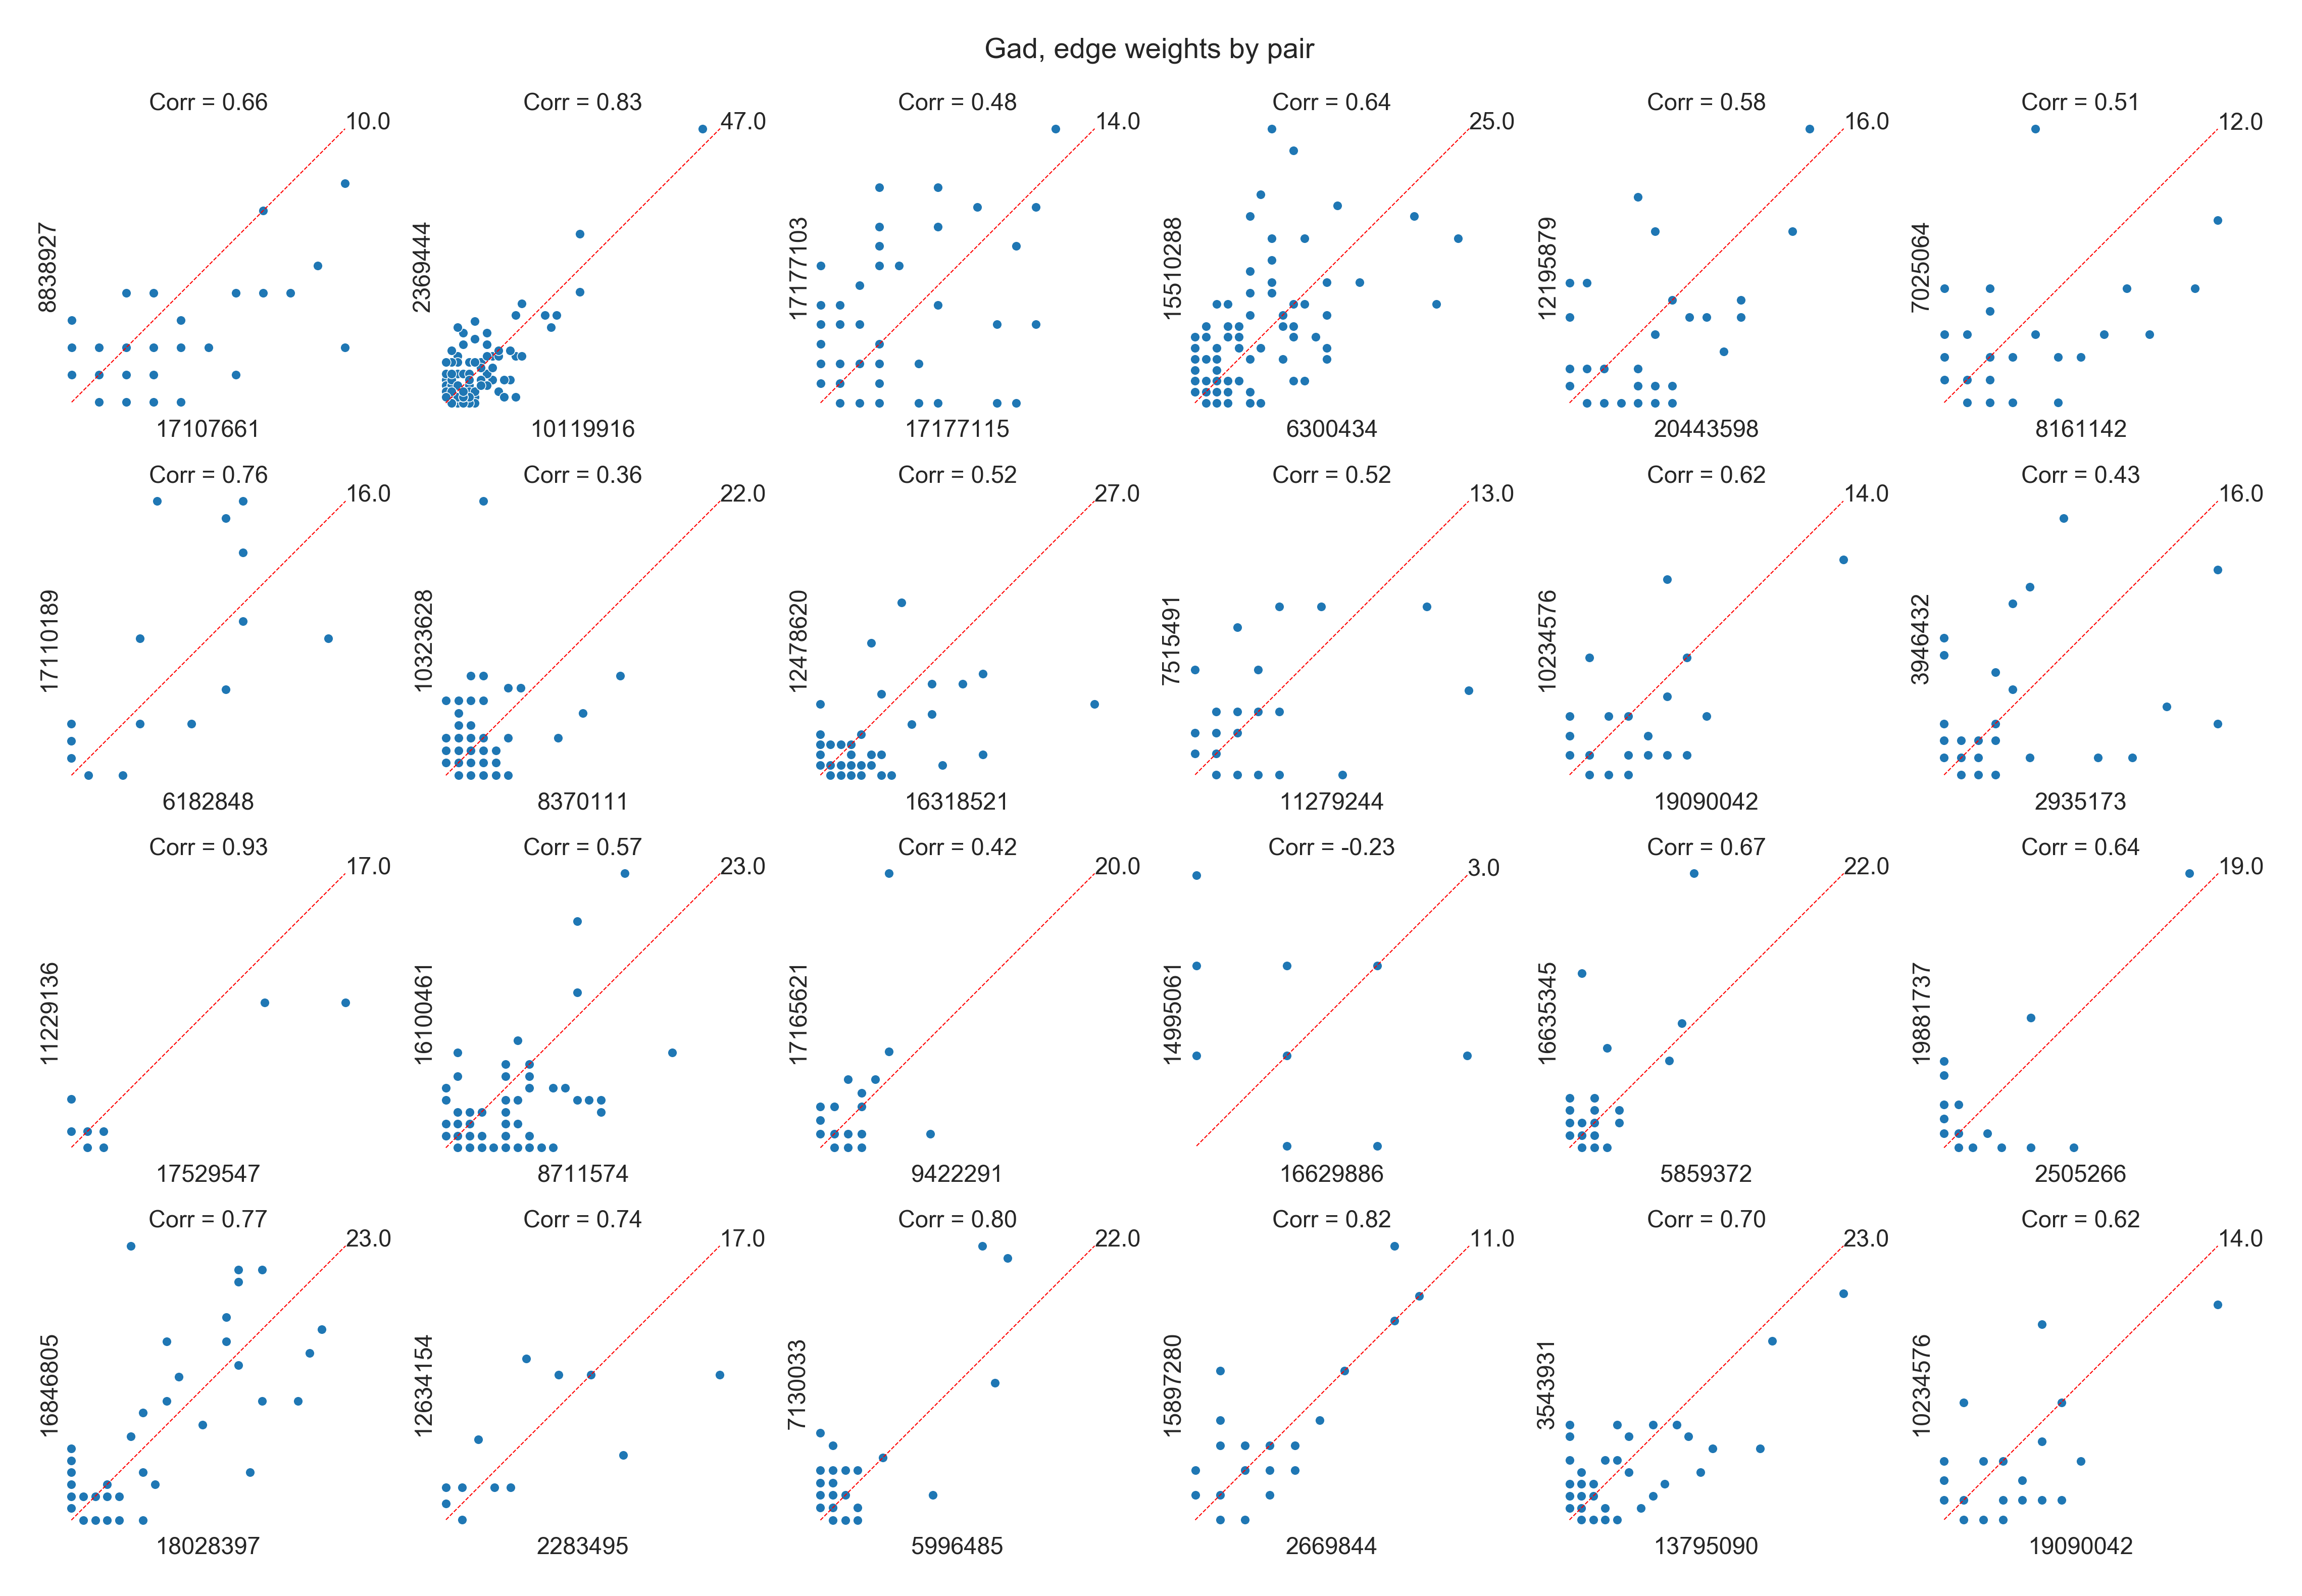 Gad, edge weights by pair
Corr = 0.66
10.0
8838927
17107661
Corr = 0.83
47.0
2369444
10119916
Corr = 0.48
14.0
17177103
17177115
Corr = 0.64
25.0
15510288
6300434
Corr = 0.58
16.0
12195879
20443598
Corr = 0.51
12.0
7025064
8161142
Corr = 0.76
16.0
17110189
6182848
Corr = 0.36
22.0
10323628
8370111
Corr = 0.52
27.0
12478620
16318521
Corr = 0.52
13.0
7515491
11279244
Corr = 0.62
14.0
10234576
19090042
Corr = 0.43
16.0
3946432
2935173
Corr = 0.93
17.0
11229136
17529547
Corr = 0.57
23.0
16100461
8711574
Corr = 0.42
20.0
17165621
9422291
Corr = -0.23
3.0
14995061
16629886
Corr = 0.67
22.0
16635345
5859372
Corr = 0.64
19.0
19881737
2505266
Corr = 0.77
23.0
16846805
18028397
Corr = 0.74
17.0
12634154
2283495
Corr = 0.80
22.0
7130033
5996485
Corr = 0.82
11.0
15897280
2669844
Corr = 0.70
23.0
3543931
13795090
Corr = 0.62
14.0
10234576
19090042